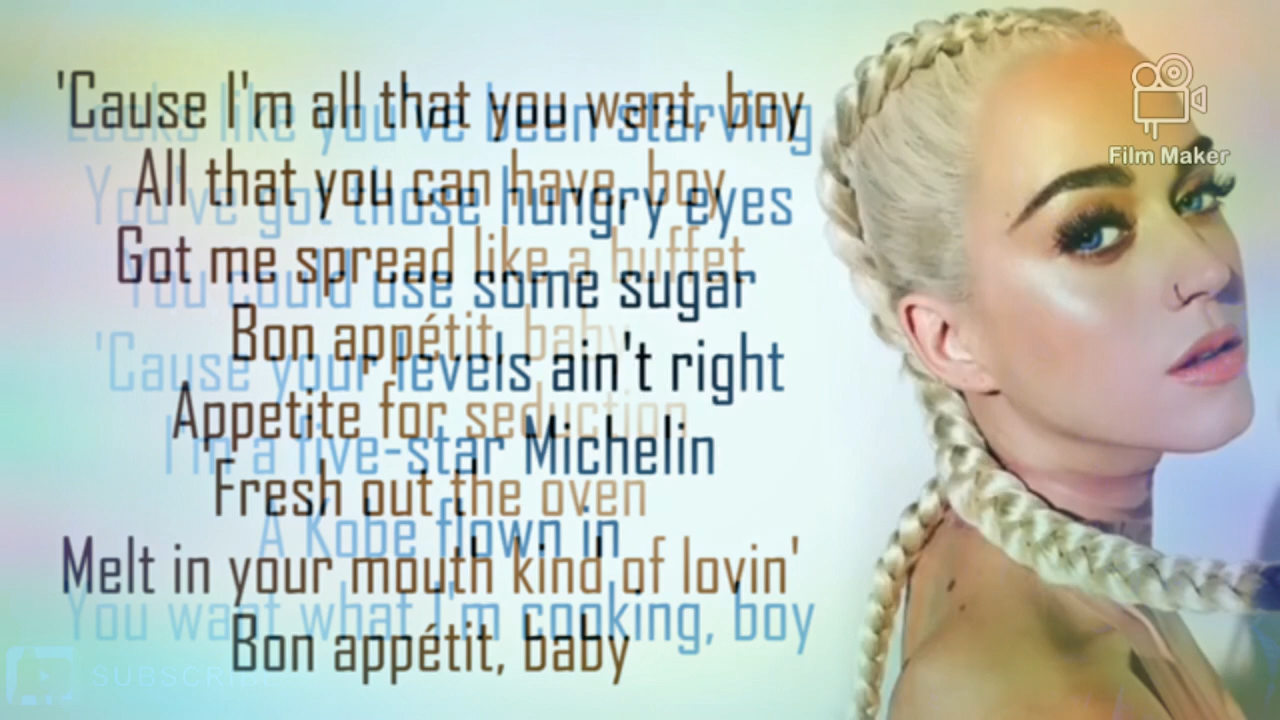 'Cause I'm all that you want, boy
Looks like you've been starving
All that you can have, boy
You've got those hungry eyes
Got me spread like a buffet
You could use some sugar
Bon appétit, baby
'Cause your levels ain't right
Appetite for seduction
I'm a five-star Michelin
Fresh out the oven
A Kobe flown in
Melt in your mouth kind of lovin'
You want what I'm cooking, boy
Bon appétit, baby
Film Maker
SUBSCRIBE